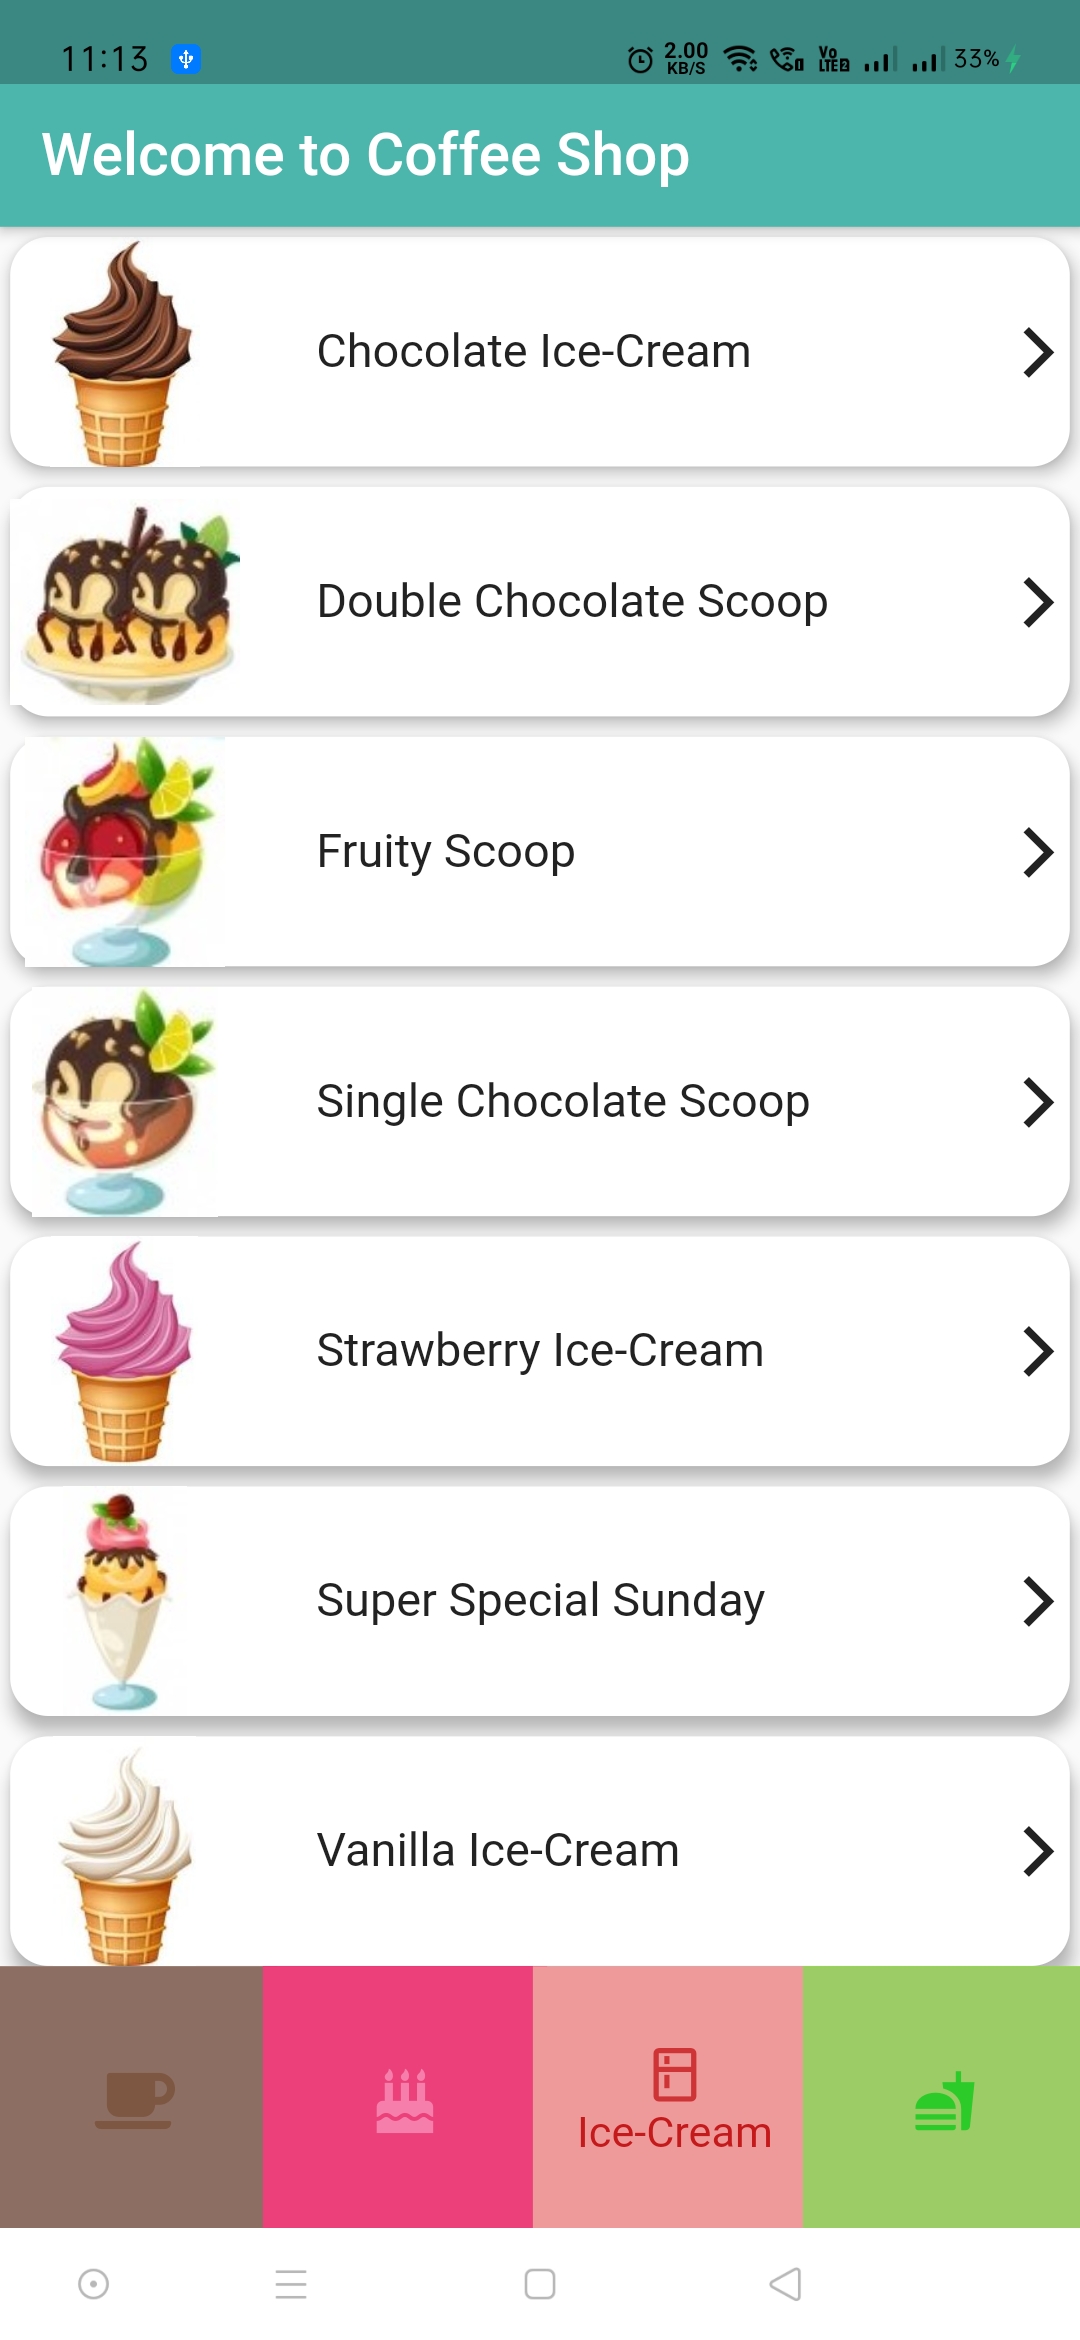 11:13 2.00 KB/S Vo LTE2 33%
Welcome to Coffee Shop
Chocolate Ice-Cream
Double Chocolate Scoop
Fruity Scoop
Single Chocolate Scoop
Strawberry Ice-Cream
Super Special Sunday
Vanilla Ice-Cream
Ice-Cream